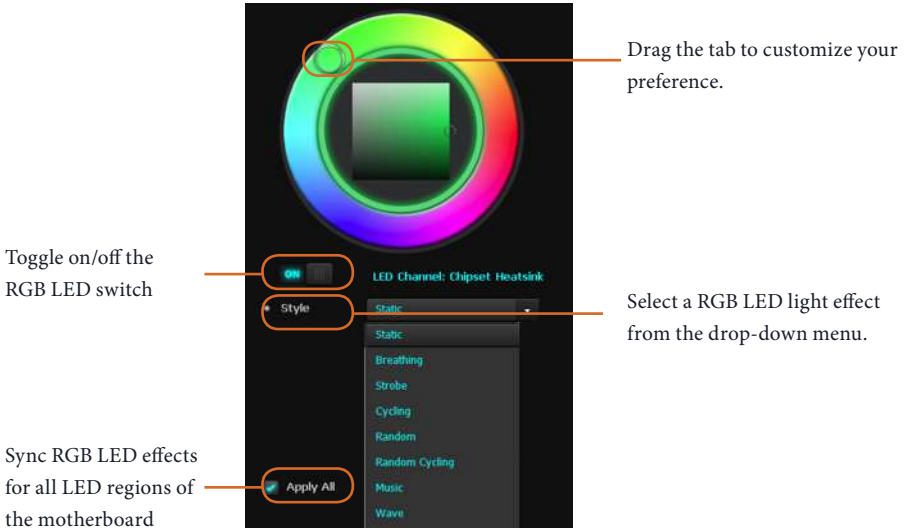 Drag the tab to customize your
preference.
Toggle on/off the
RGB LED switch
ON
LED Channel: Chipset Heatsink
Style
Static
Select a RGB LED light effect
from the drop-down menu.
Static
Breathing
Strobe
Cycling
Random
Random Cycling
Music
Wave
Sync RGB LED effects
for all LED regions of
the motherboard
Apply All